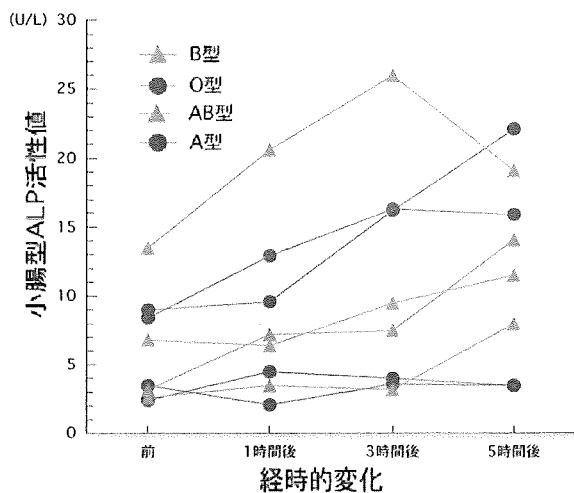 (U/L) 30
B型
O型
AB型
A型
25
20
15
10
5
0
小腸型ALP活性値
前 1時間後 3時間後 5時間後
経時的変化